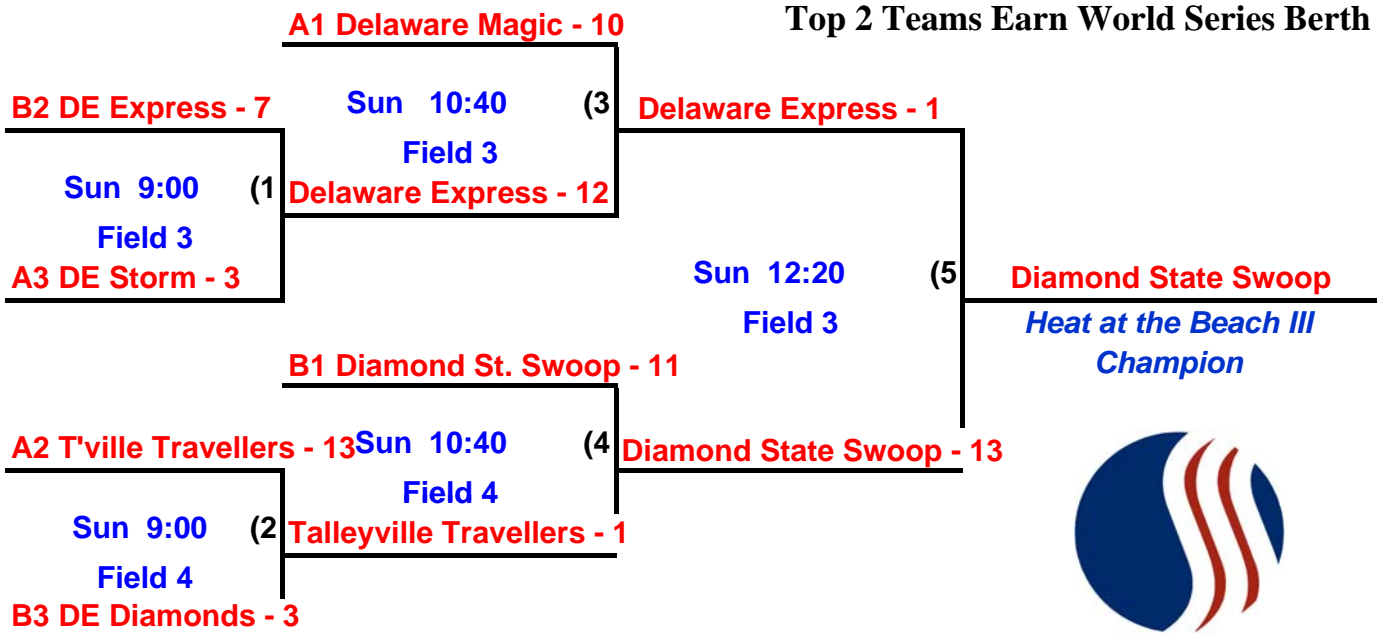 Top 2 Teams Earn World Series Berth
A1 Delaware Magic - 10
B2 DE Express - 7
Sun 10:40 (3
Delaware Express - 1
Field 3
Sun 9:00 (1
Delaware Express - 12
Field 3
A3 DE Storm - 3
Sun 12:20 (5
Diamond State Swoop
Field 3
Heat at the Beach III
Champion
B1 Diamond St. Swoop - 11
A2 T'ville Travellers - 13
Sun 10:40 (4
Diamond State Swoop - 13
Field 4
Sun 9:00 (2
Talleyville Travellers - 1
Field 4
B3 DE Diamonds - 3